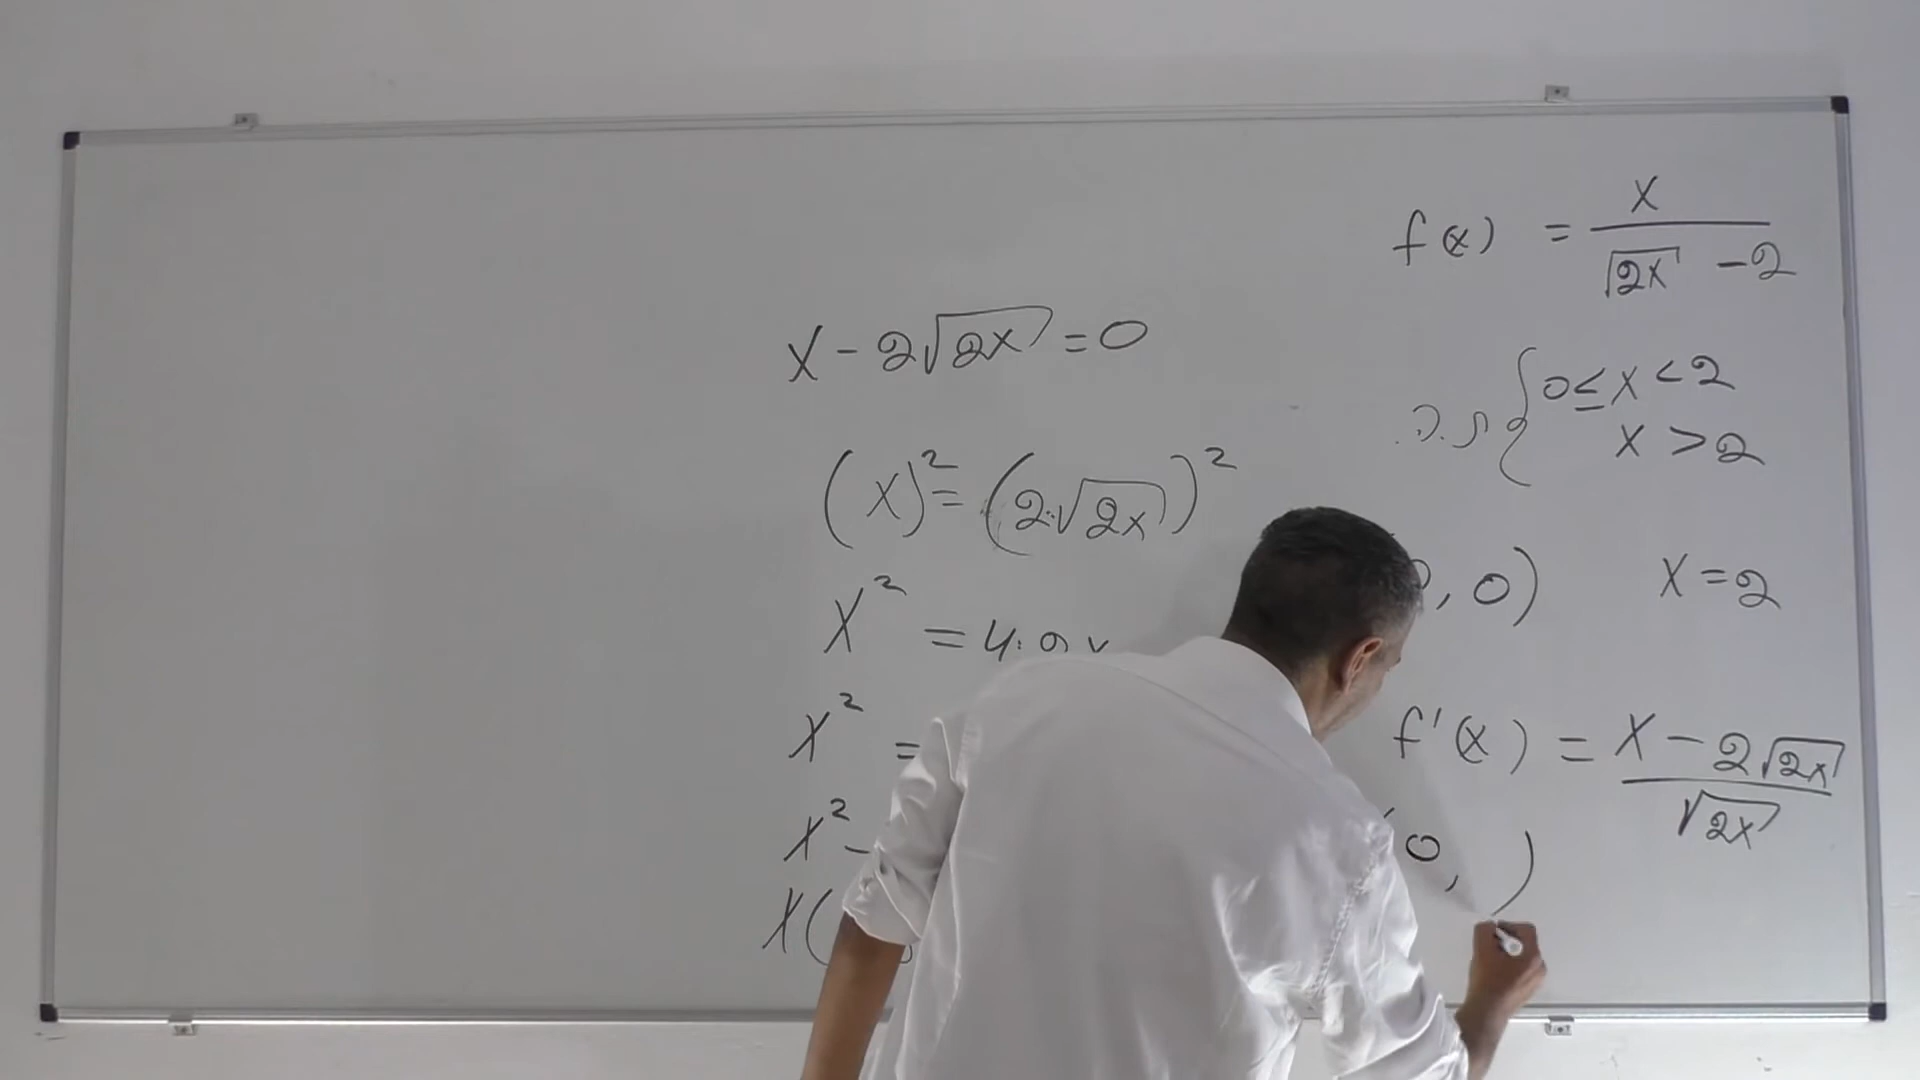 f(x) = x / (√2x - 2)
ת.ה. { 0 ≤ x < 2
x > 2
, 0) x = 2
f'(x) = (x - 2√2x) / √2x
0, )
x - 2√2x = 0
(x)² = (2·√2x)²
x² = 4·2x
x² =
x² -
x(